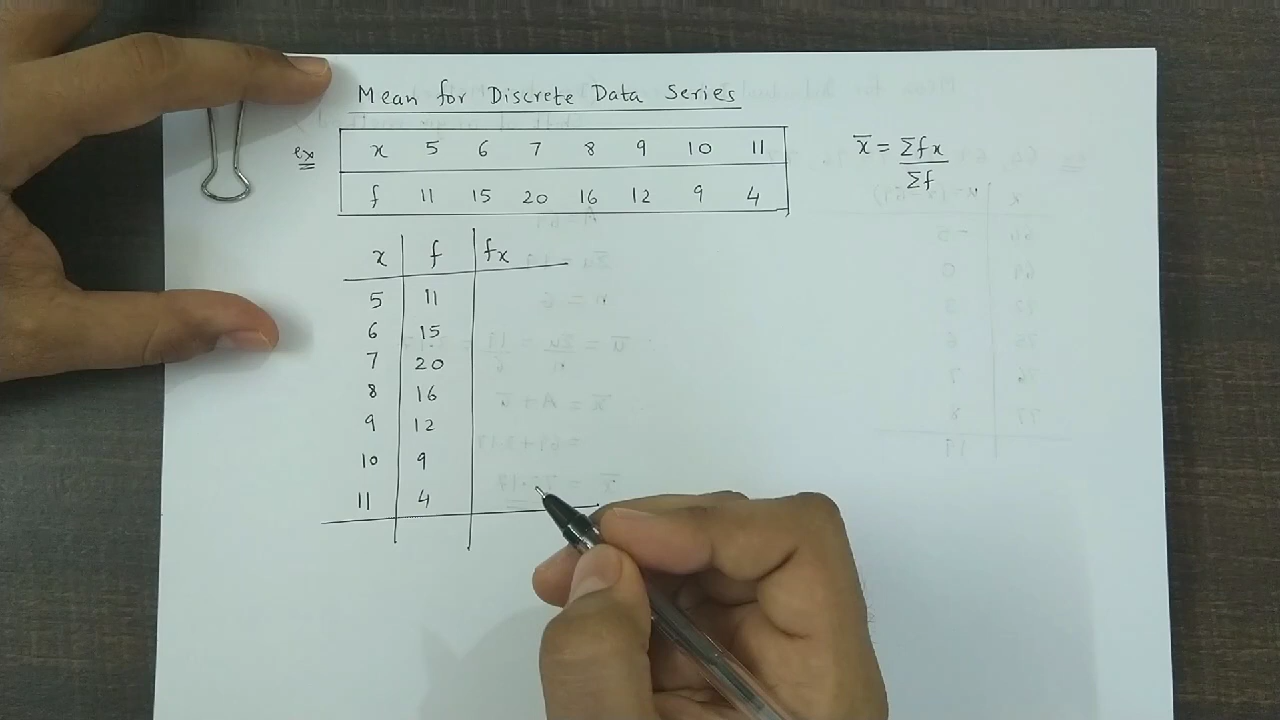 Mean for Discrete Data Series
ex x 5 6 7 8 9 10 11
f 11 15 20 16 12 9 4
x̄ = Σfx / Σf
x f fx
5 11
6 15
7 20
8 16
9 12
10 9
11 4